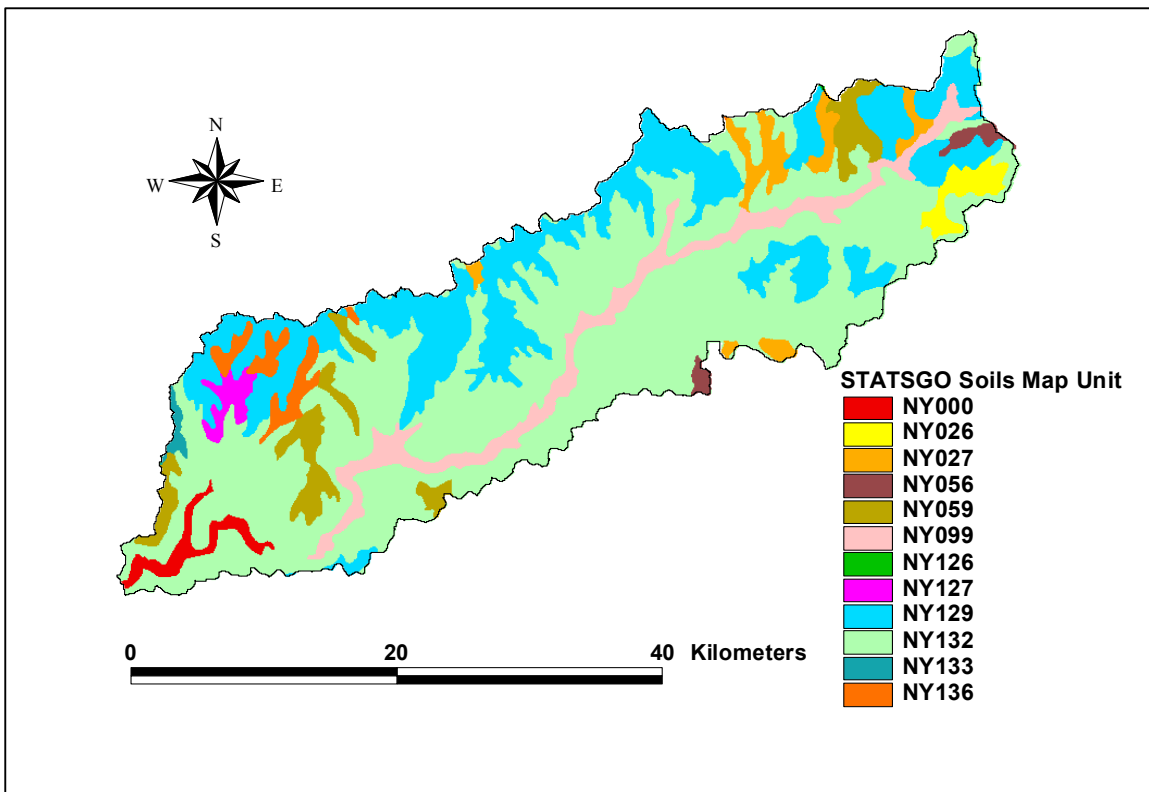 N
W E
S
STATSGO Soils Map Unit
NY000
NY026
NY027
NY056
NY059
NY099
NY126
NY127
NY129
NY132
NY133
NY136
0 20 40 Kilometers